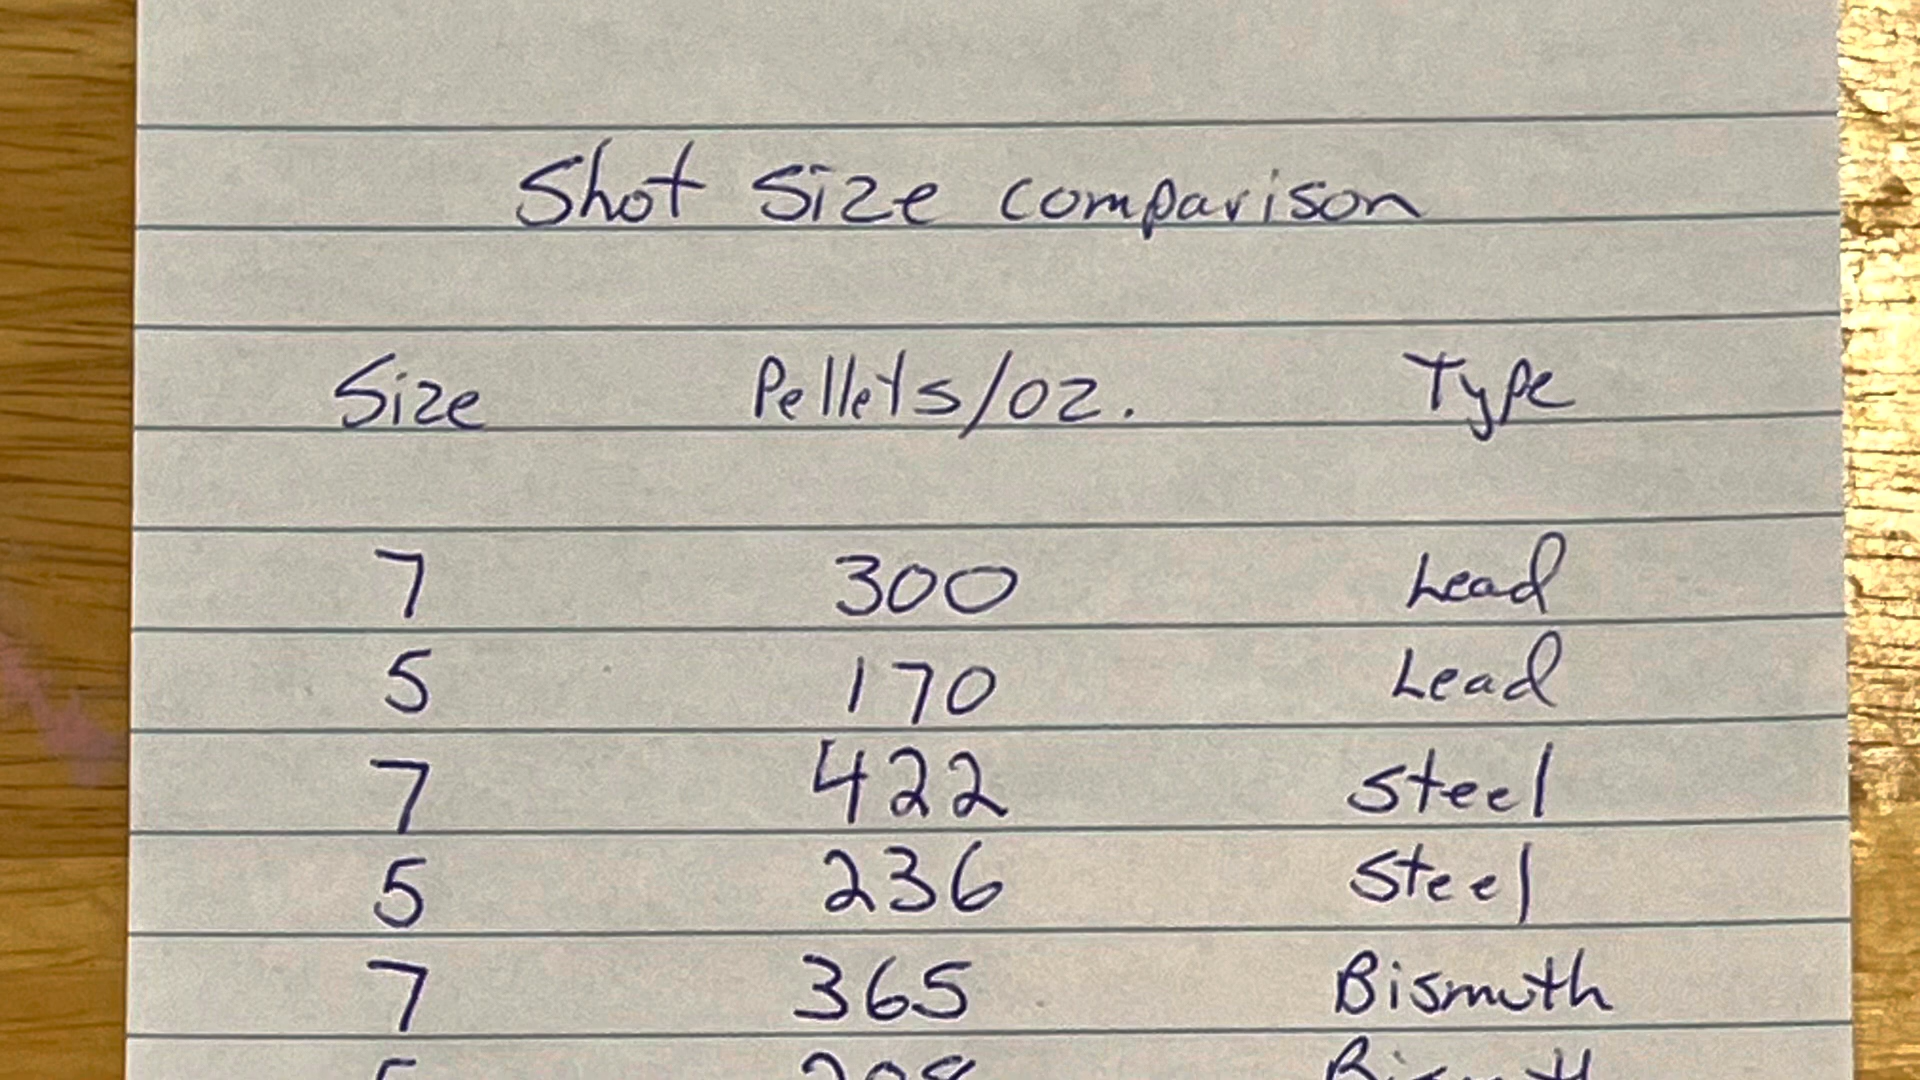 Shot Size comparison
Size Pellets/oz. Type
7 300 Lead
5 170 Lead
7 422 Steel
5 236 Steel
7 365 Bismuth